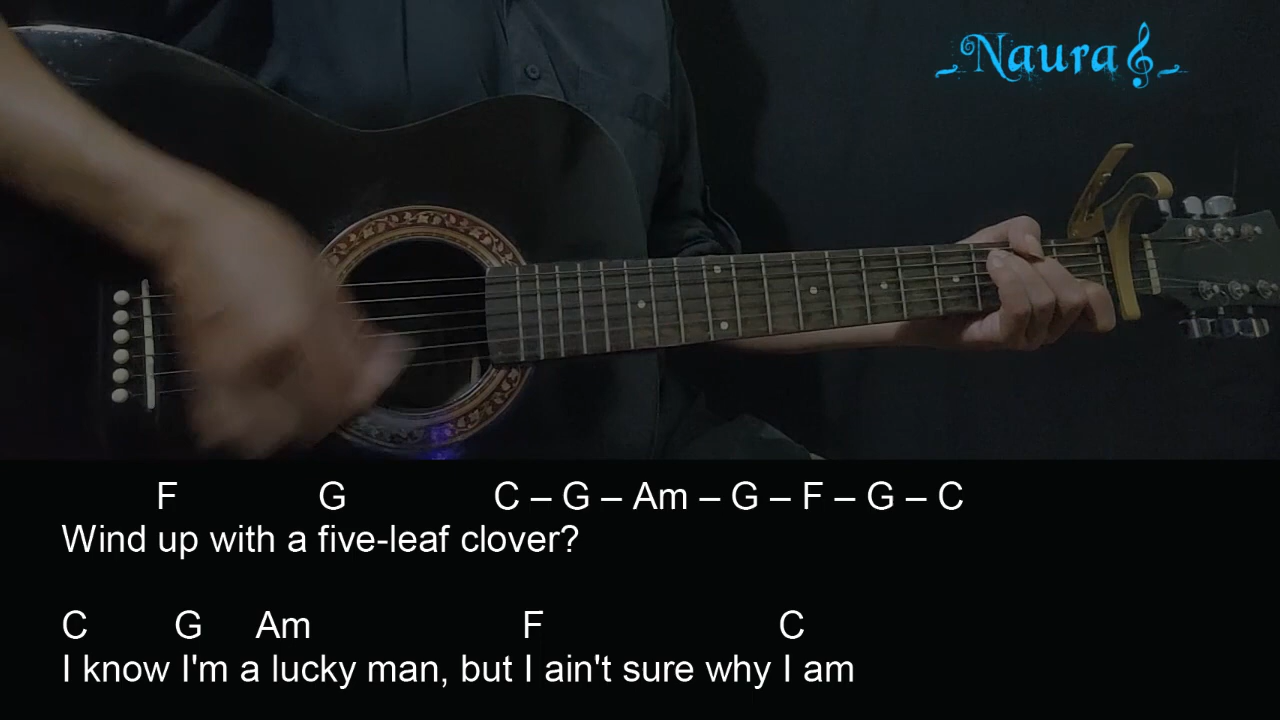 Naura
F G C – G – Am – G – F – G – C
Wind up with a five-leaf clover?
C G Am F C
I know I'm a lucky man, but I ain't sure why I am